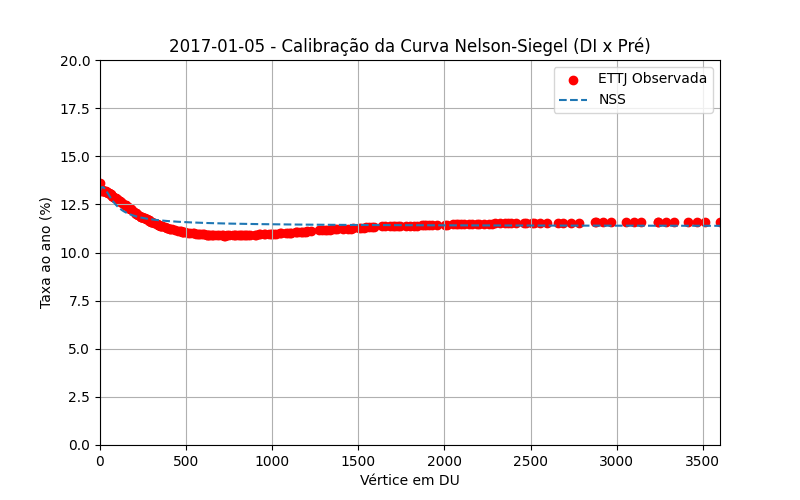 2017-01-05 - Calibração da Curva Nelson-Siegel (DI x Pré)
ETTJ Observada
NSS
Taxa ao ano (%)
20.0
17.5
15.0
12.5
10.0
7.5
5.0
2.5
0.0
0 500 1000 1500 2000 2500 3000 3500
Vértice em DU